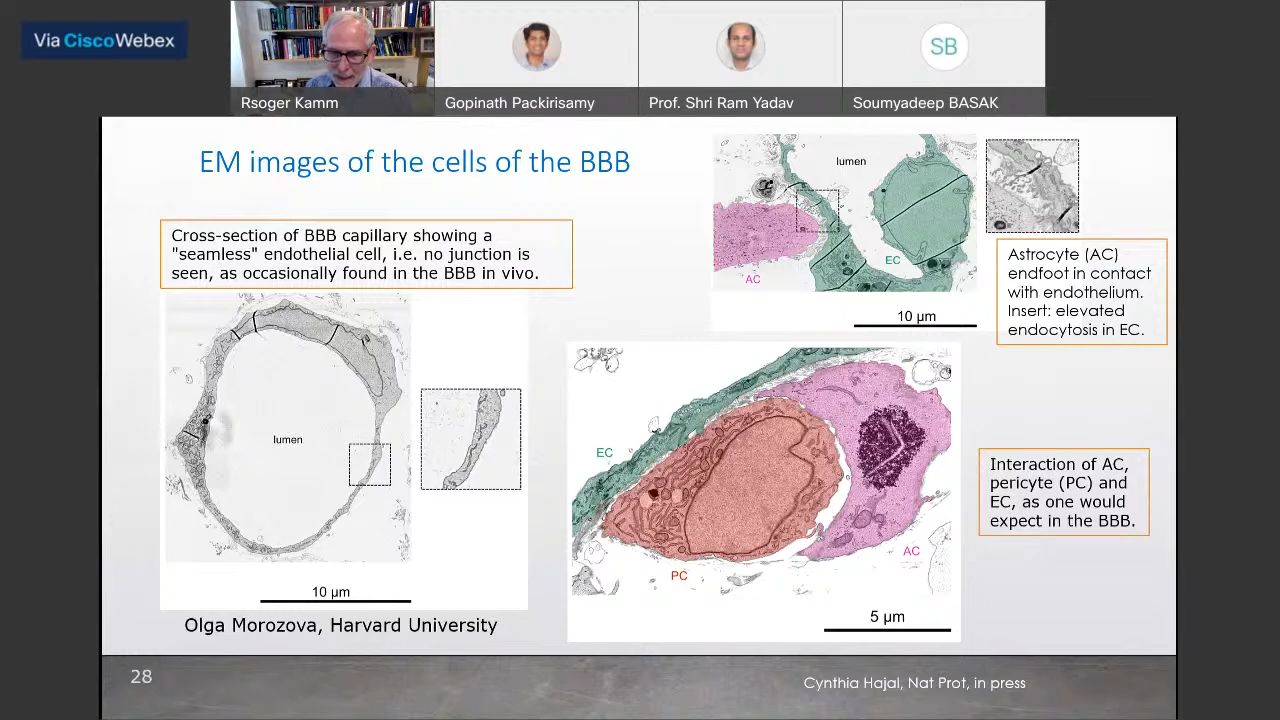 Via Cisco Webex
Rsoger Kamm
Gopinath Packirisamy
Prof. Shri Ram Yadav
SB
Soumyadeep BASAK
EM images of the cells of the BBB
Cross-section of BBB capillary showing a
"seamless" endothelial cell, i.e. no junction is
seen, as occasionally found in the BBB in vivo.
lumen
10 µm
Olga Morozova, Harvard University
lumen
EC
AC
10 µm
Astrocyte (AC)
endfoot in contact
with endothelium.
Insert: elevated
endocytosis in EC.
EC
AC
PC
5 µm
Interaction of AC,
pericyte (PC) and
EC, as one would
expect in the BBB.
28
Cynthia Hajal, Nat Prot, in press